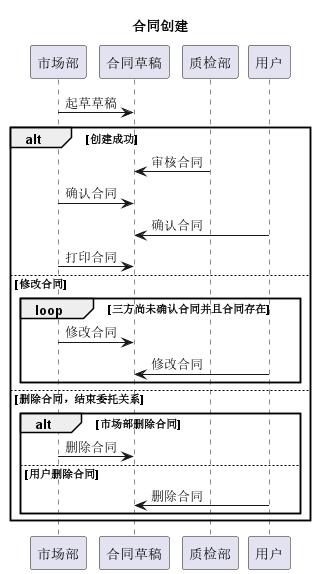 合同创建
市场部 合同草稿 质检部 用户
起草草稿
alt [创建成功]
审核合同
确认合同
确认合同
打印合同
[修改合同]
loop [三方尚未确认合同并且合同存在]
修改合同
修改合同
[删除合同，结束委托关系]
alt [市场部删除合同]
删除合同
[用户删除合同]
删除合同
市场部 合同草稿 质检部 用户